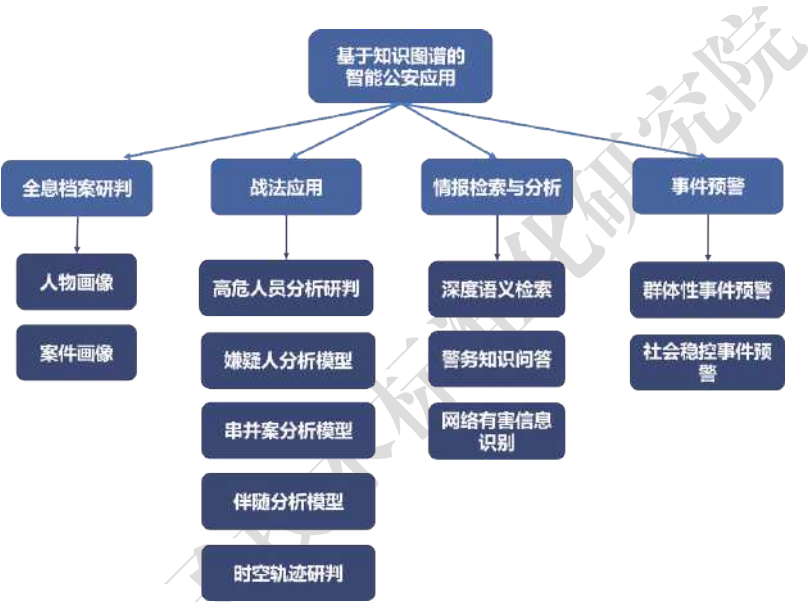 基于知识图谱的
智能公安应用
全息档案研判
战法应用
情报检索与分析
事件预警
人物画像
案件画像
高危人员分析研判
嫌疑人分析模型
串并案分析模型
伴随分析模型
时空轨迹研判
深度语义检索
警务知识问答
网络有害信息
识别
群体性事件预警
社会稳控事件预
警